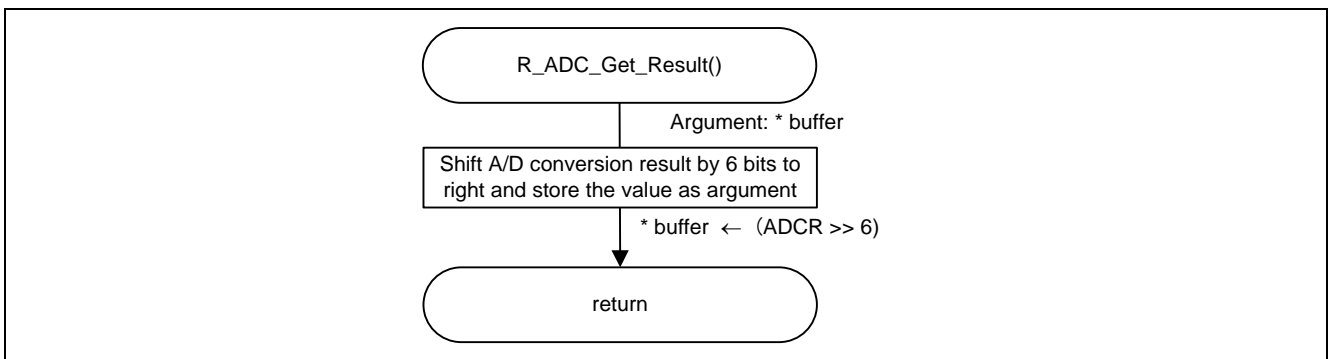 R_ADC_Get_Result()
Argument: * buffer
Shift A/D conversion result by 6 bits to
right and store the value as argument
* buffer ← （ADCR >> 6)
return